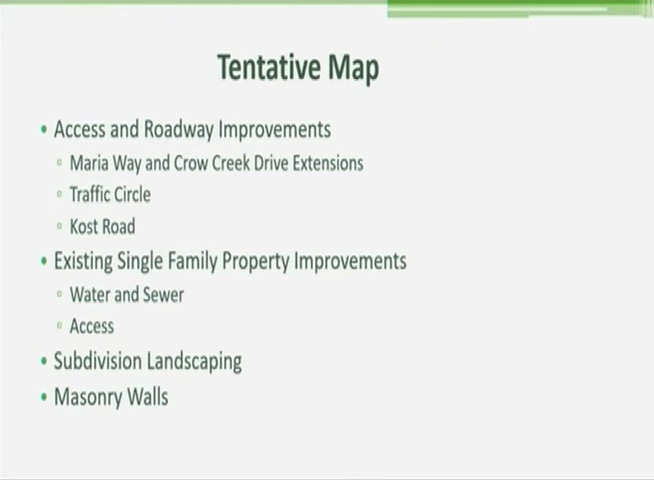 Tentative Map
• Access and Roadway Improvements
▫ Maria Way and Crow Creek Drive Extensions
▫ Traffic Circle
▫ Kost Road
• Existing Single Family Property Improvements
▫ Water and Sewer
▫ Access
• Subdivision Landscaping
• Masonry Walls